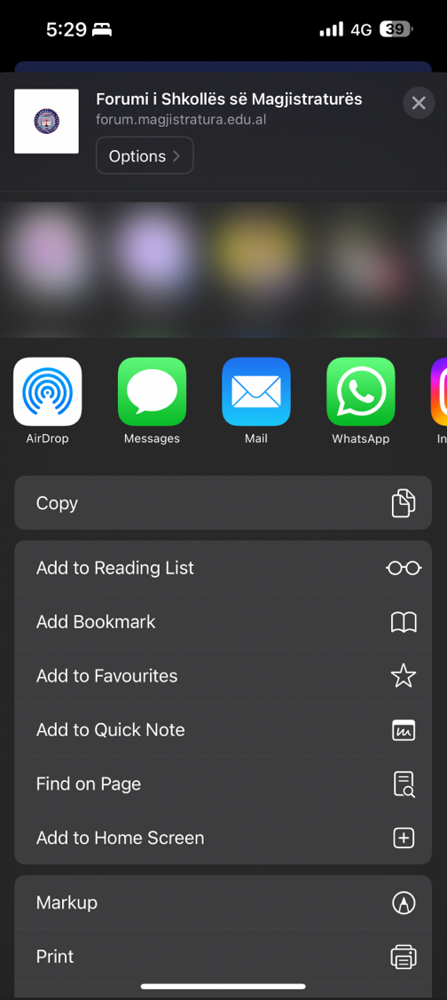 5:29
4G
39
Forumi i Shkollës së Magjistraturës
forum.magjistratura.edu.al
Options
AirDrop
Messages
Mail
WhatsApp
In
Copy
Add to Reading List
Add Bookmark
Add to Favourites
Add to Quick Note
Find on Page
Add to Home Screen
Markup
Print